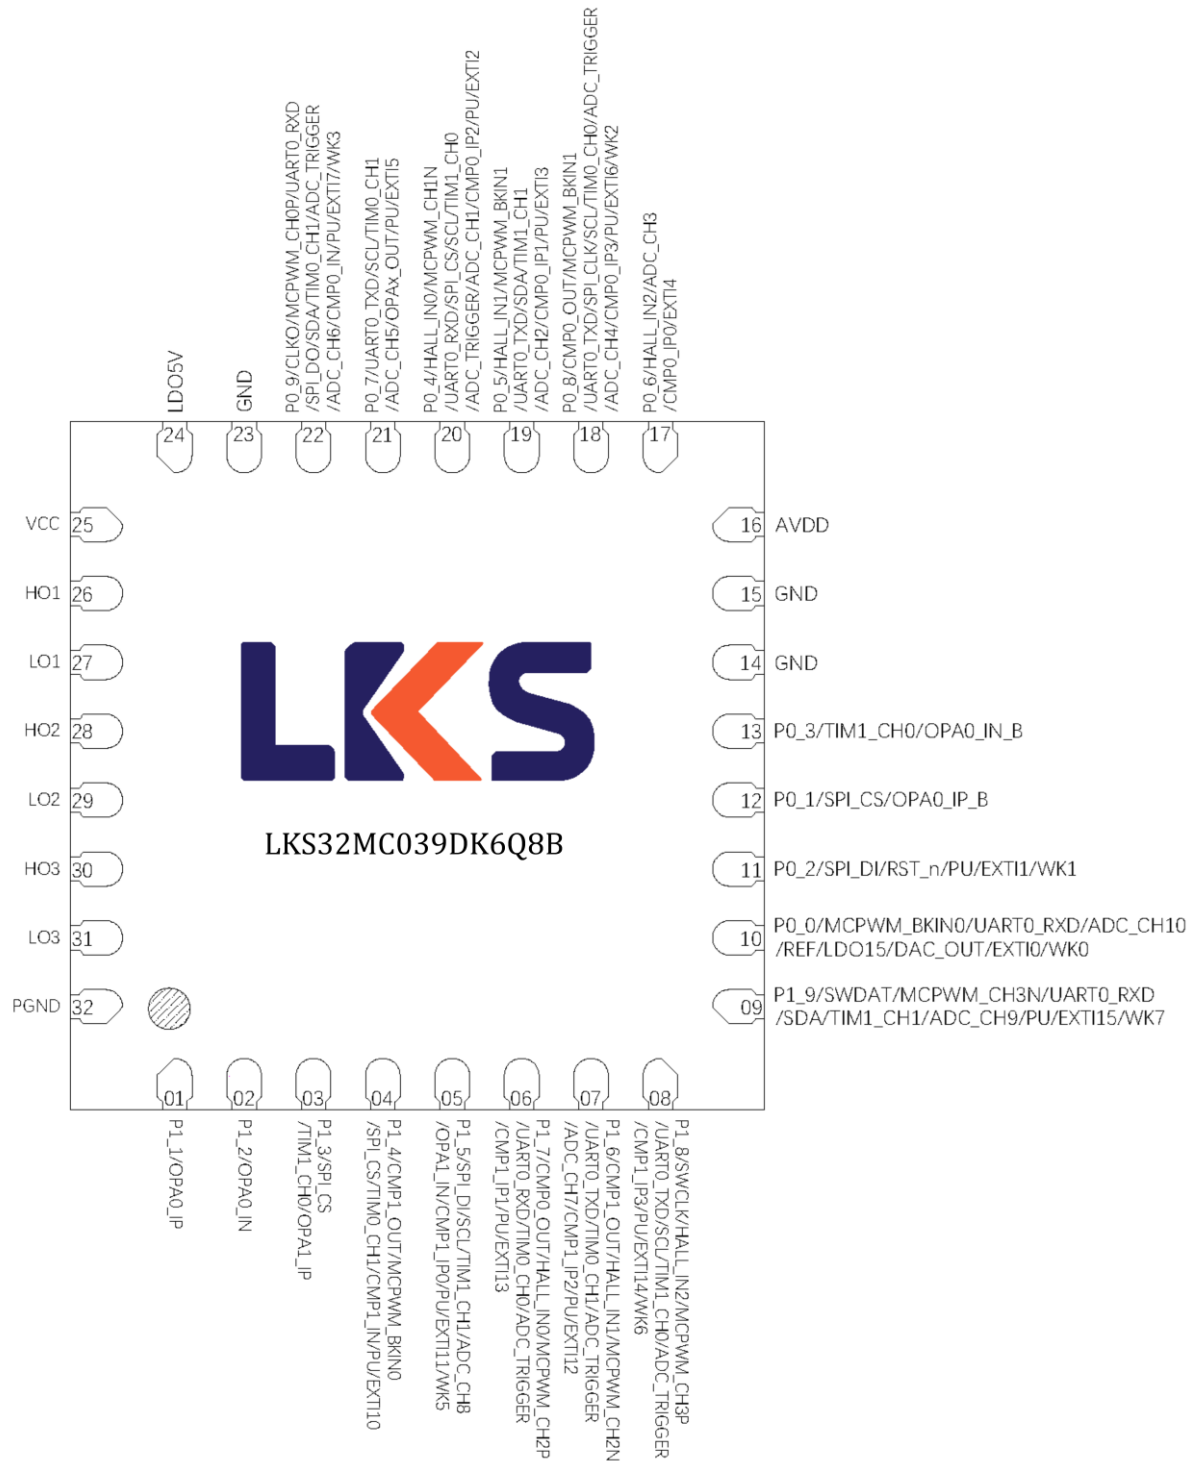 P0_9/CLKO/MCPWM_CH0P/UART0_RXD
/SPI_DO/SDA/TIM0_CH1/ADC_TRIGGER
/ADC_CH6/CMP0_IN/PU/EXTI7/WK3
P0_7/UART0_TXD/SCL/TIM0_CH1
/ADC_CH5/OPAx_OUT/PU/EXTI5
P0_4/HALL_IN0/MCPWM_CH1N
/UART0_RXD/SPI_CS/SCL/TIM1_CH0
/ADC_TRIGGER/ADC_CH1/CMP0_IP2/PU/EXTI2
P0_5/HALL_IN1/MCPWM_BKIN1
/UART0_TXD/SDA/TIM1_CH1
/ADC_CH2/CMP0_IP1/PU/EXTI3
P0_8/CMP0_OUT/MCPWM_BKIN1
/UART0_TXD/SPI_CLK/SCL/TIM0_CH0/ADC_TRIGGER
/ADC_CH4/CMP0_IP3/PU/EXTI6/WK2
P0_6/HALL_IN2/ADC_CH3
/CMP0_IP0/EXTI4
LDO5V
GND
24
23
22
21
20
19
18
17
VCC 25
HO1 26
LO1 27
HO2 28
LO2 29
HO3 30
LO3 31
PGND 32
LKS
LKS32MC039DK6Q8B
16 AVDD
15 GND
14 GND
13 P0_3/TIM1_CH0/OPA0_IN_B
12 P0_1/SPI_CS/OPA0_IP_B
11 P0_2/SPI_DI/RST_n/PU/EXTI1/WK1
10 P0_0/MCPWM_BKIN0/UART0_RXD/ADC_CH10
/REF/LDO15/DAC_OUT/EXTI0/WK0
09 P1_9/SWDAT/MCPWM_CH3N/UART0_RXD
/SDA/TIM1_CH1/ADC_CH9/PU/EXTI15/WK7
01
02
03
04
05
06
07
08
P1_1/OPA0_IP
P1_2/OPA0_IN
P1_3/SPI_CS
/TIM1_CH0/OPA1_IP
P1_4/CMP1_OUT/MCPWM_BKIN0
/SPI_CS/TIM0_CH1/CMP1_IN/PU/EXTI10
P1_5/SPI_DI/SCL/TIM1_CH1/ADC_CH8
/OPA1_IN/CMP1_IP0/PU/EXTI11/WK5
P1_7/CMP0_OUT/HALL_IN0/MCPWM_CH2P
/UART0_RXD/TIM0_CH0/ADC_TRIGGER
/CMP1_IP1/PU/EXTI13
P1_6/CMP1_OUT/HALL_IN1/MCPWM_CH2N
/UART0_TXD/TIM0_CH1/ADC_TRIGGER
/ADC_CH7/CMP1_IP2/PU/EXTI12
P1_8/SWCLK/HALL_IN2/MCPWM_CH3P
/UART0_TXD/SCL/TIM1_CH0/ADC_TRIGGER
/CMP1_IP3/PU/EXTI14/WK6